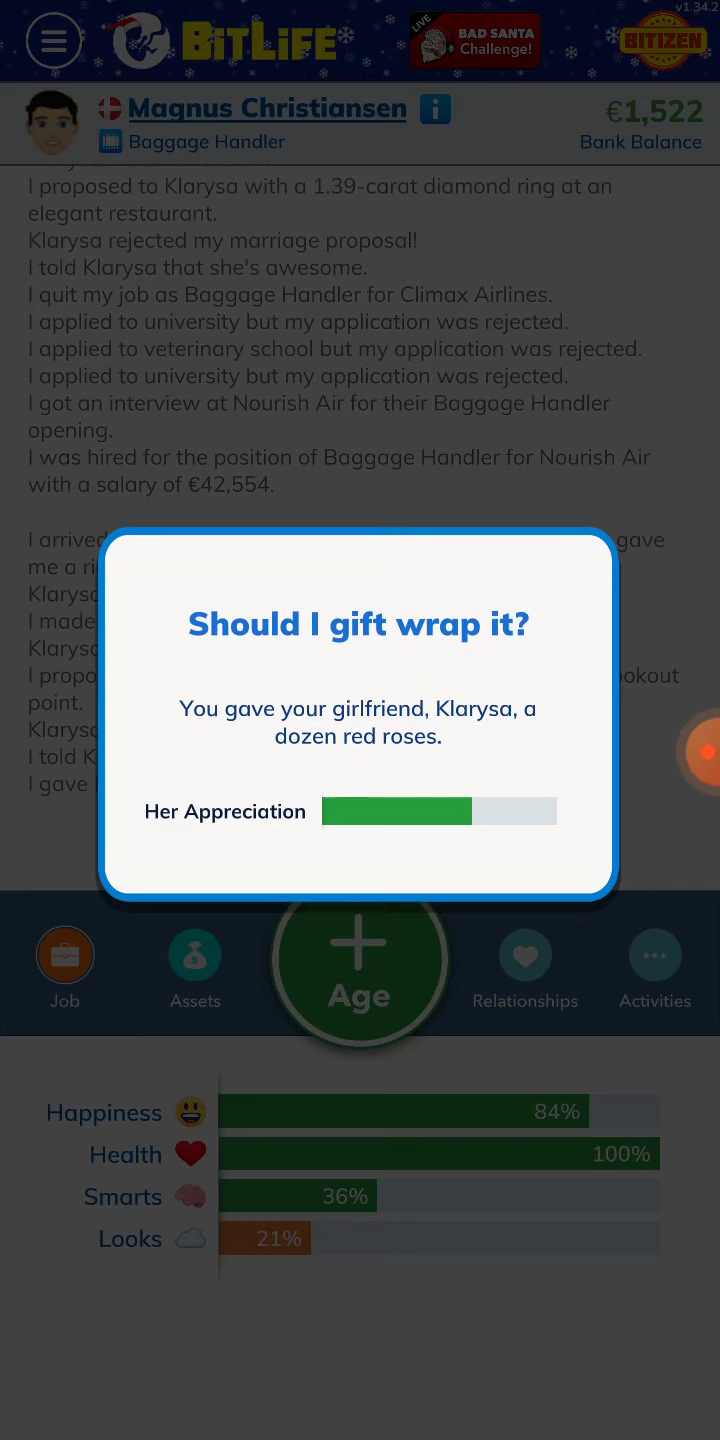 v1.34.2
BITLIFE
LIVE
BAD SANTA
Challenge!
BITIZEN
Magnus Christiansen
i
€1,522
Baggage Handler
Bank Balance
I proposed to Klarysa with a 1.39-carat diamond ring at an
elegant restaurant.
Klarysa rejected my marriage proposal!
I told Klarysa that she's awesome.
I quit my job as Baggage Handler for Climax Airlines.
I applied to university but my application was rejected.
I applied to veterinary school but my application was rejected.
I applied to university but my application was rejected.
I got an interview at Nourish Air for their Baggage Handler
opening.
I was hired for the position of Baggage Handler for Nourish Air
with a salary of €42,554.
I arrived gave
me a
I made
point.
I told
I gave
Should I gift wrap it?
You gave your girlfriend, Klarysa, a
dozen red roses.
Her Appreciation
+
Age
Job
Assets
Relationships
Activities
Happiness 84%
Health 100%
Smarts 36%
Looks 21%